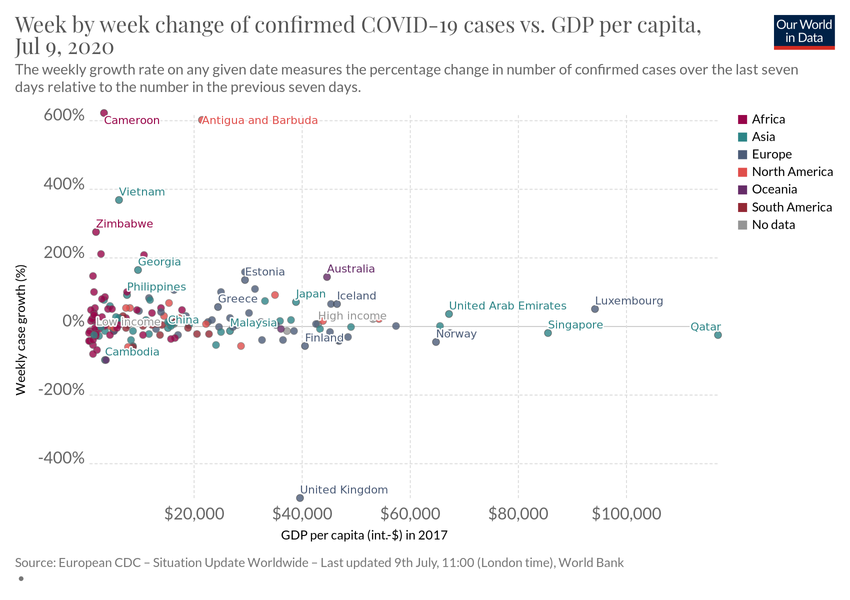 Week by week change of confirmed COVID-19 cases vs. GDP per capita,
Jul 9, 2020
Our World
in Data
The weekly growth rate on any given date measures the percentage change in number of confirmed cases over the last seven
days relative to the number in the previous seven days.
600%
Cameroon
Antigua and Barbuda
Africa
Asia
Europe
North America
Oceania
South America
No data
400%
Vietnam
Zimbabwe
200%
Georgia
Estonia
Australia
Philippines
Greece
Japan
Iceland
United Arab Emirates
Luxembourg
0%
Low income
China
Malaysia
High income
Singapore
Qatar
Finland
Norway
Cambodia
-200%
-400%
United Kingdom
Weekly case growth (%)
$20,000
$40,000
$60,000
$80,000
$100,000
GDP per capita (int.-$) in 2017
Source: European CDC – Situation Update Worldwide – Last updated 9th July, 11:00 (London time), World Bank